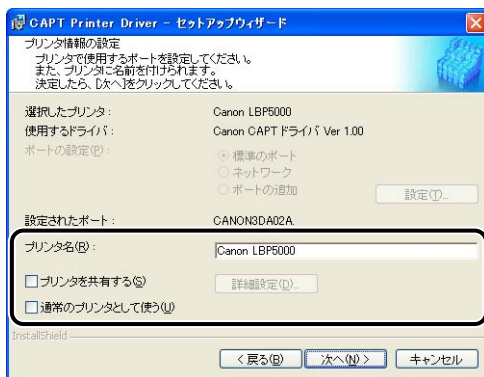 CAPT Printer Driver - セットアップウィザード
プリンタ情報の設定
プリンタで使用するポートを設定してください。
また、プリンタに名前を付けられます。
決定したら、[次へ]をクリックしてください。
選択したプリンタ: Canon LBP5000
使用するドライバ: Canon CAPT ドライバ Ver 1.00
ポートの設定(P): 標準のポート
ネットワーク
ポートの追加 設定(T)...
設定されたポート: CANON3DA02A.
プリンタ名(R): Canon LBP5000
プリンタを共有する(S) 詳細設定(D)...
通常のプリンタとして使う(U)
InstallShield
< 戻る(B) 次へ(N) > キャンセル